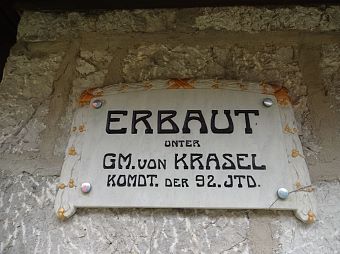 ERBAUT
UNTER
GM. VON KRASEL
KOMDT. DER 92. JTD.